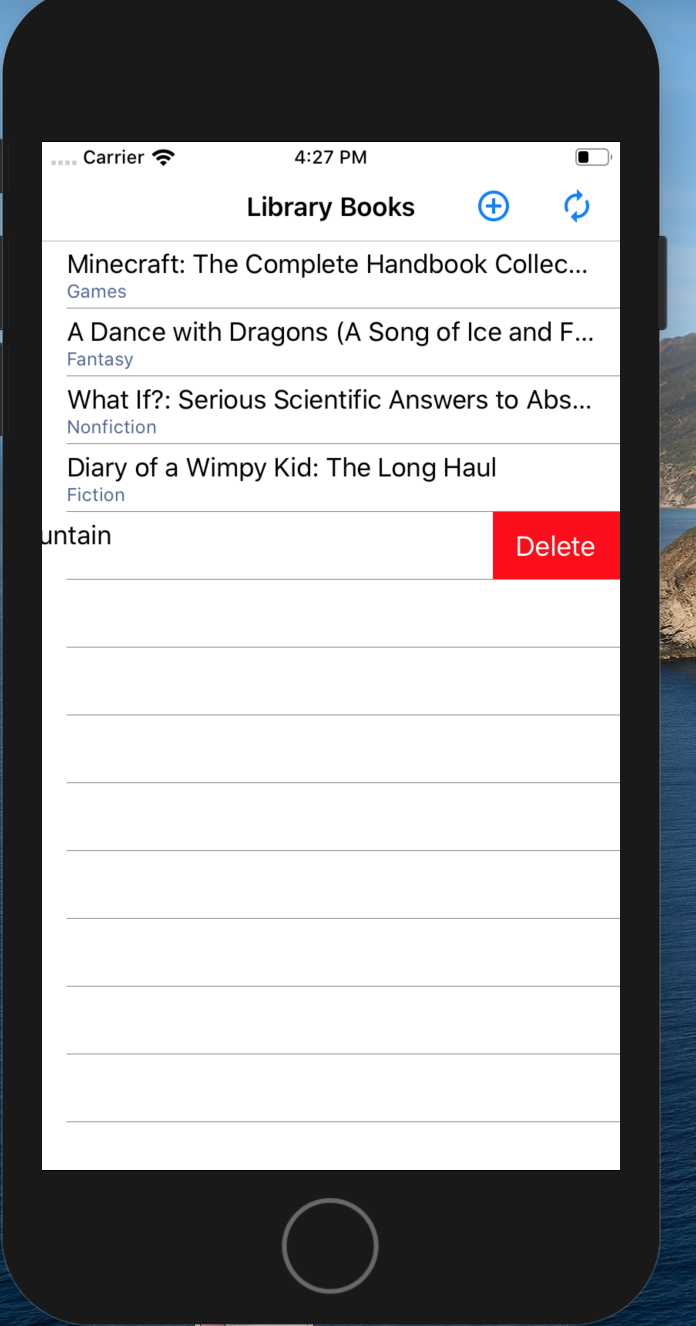 Carrier 4:27 PM
Library Books
Minecraft: The Complete Handbook Collec...
Games
A Dance with Dragons (A Song of Ice and F...
Fantasy
What If?: Serious Scientific Answers to Abs...
Nonfiction
Diary of a Wimpy Kid: The Long Haul
Fiction
untain Delete